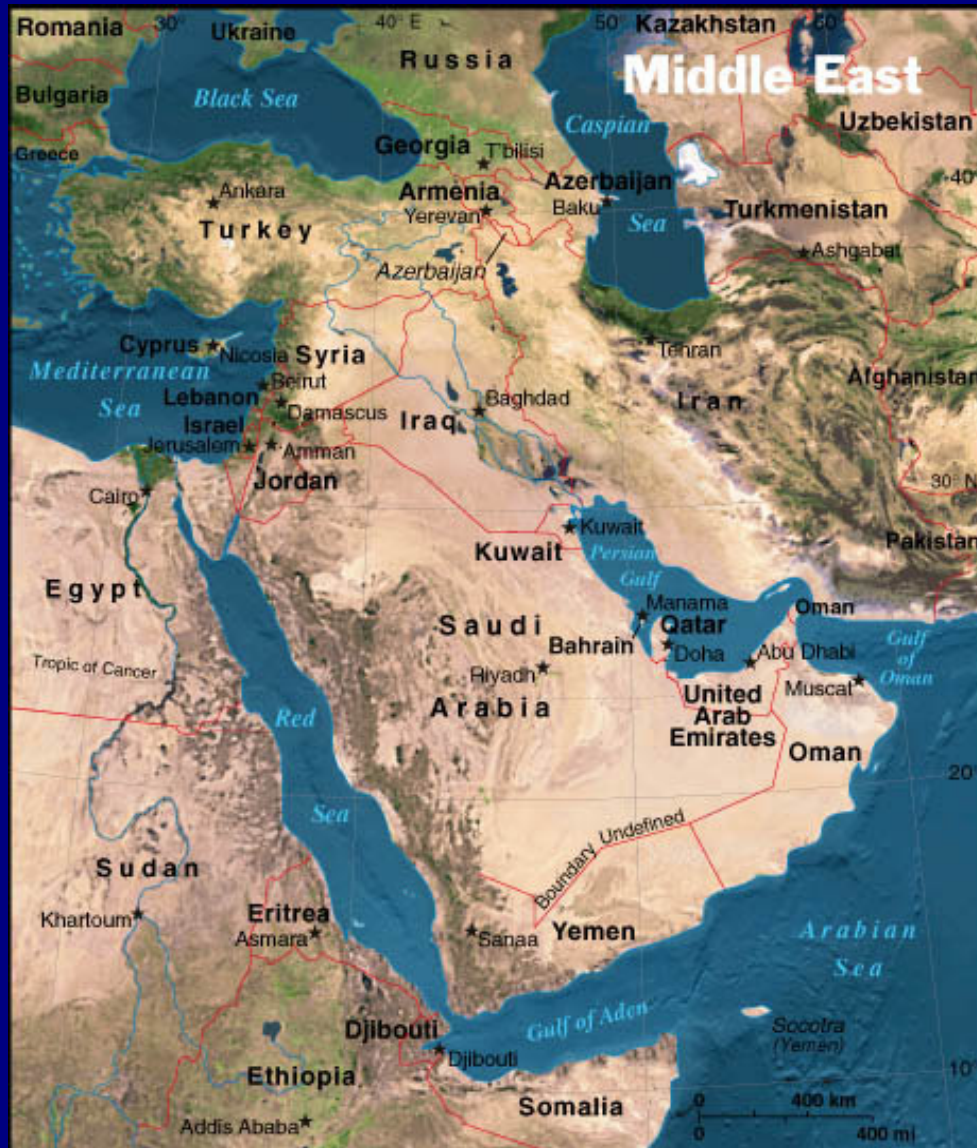 30°
40° E
50°
60°
Romania
Ukraine
Kazakhstan
Russia
Middle East
Bulgaria
Black Sea
Caspian
Sea
Uzbekistan
Greece
Georgia
T'bilisi
40°
Ankara
Armenia
Azerbaijan
Yerevan
Baku
Turkmenistan
Turkey
Ashgabat
Azerbaijan
Cyprus
Nicosia
Syria
Tehran
Mediterranean
Sea
Beirut
Lebanon
Afghanistan
Damascus
Baghdad
Iran
Israel
Iraq
Jerusalem
Amman
Jordan
30° N
Cairo
Kuwait
Kuwait
Persian
Gulf
Pakistan
Egypt
Manama
Oman
Saudi
Arabia
Qatar
Bahrain
Doha
Abu Dhabi
Gulf
of
Oman
Tropic of Cancer
Riyadh
Muscat
United
Arab
Emirates
Red
Sea
Oman
20°
Boundary Undefined
Sudan
Khartoum
Eritrea
Asmara
Sanaa
Yemen
Arabian
Sea
Djibouti
Djibouti
Gulf of Aden
Socotra
(Yemen)
Ethiopia
10°
Somalia
Addis Ababa
0 400 km
0 400 mi